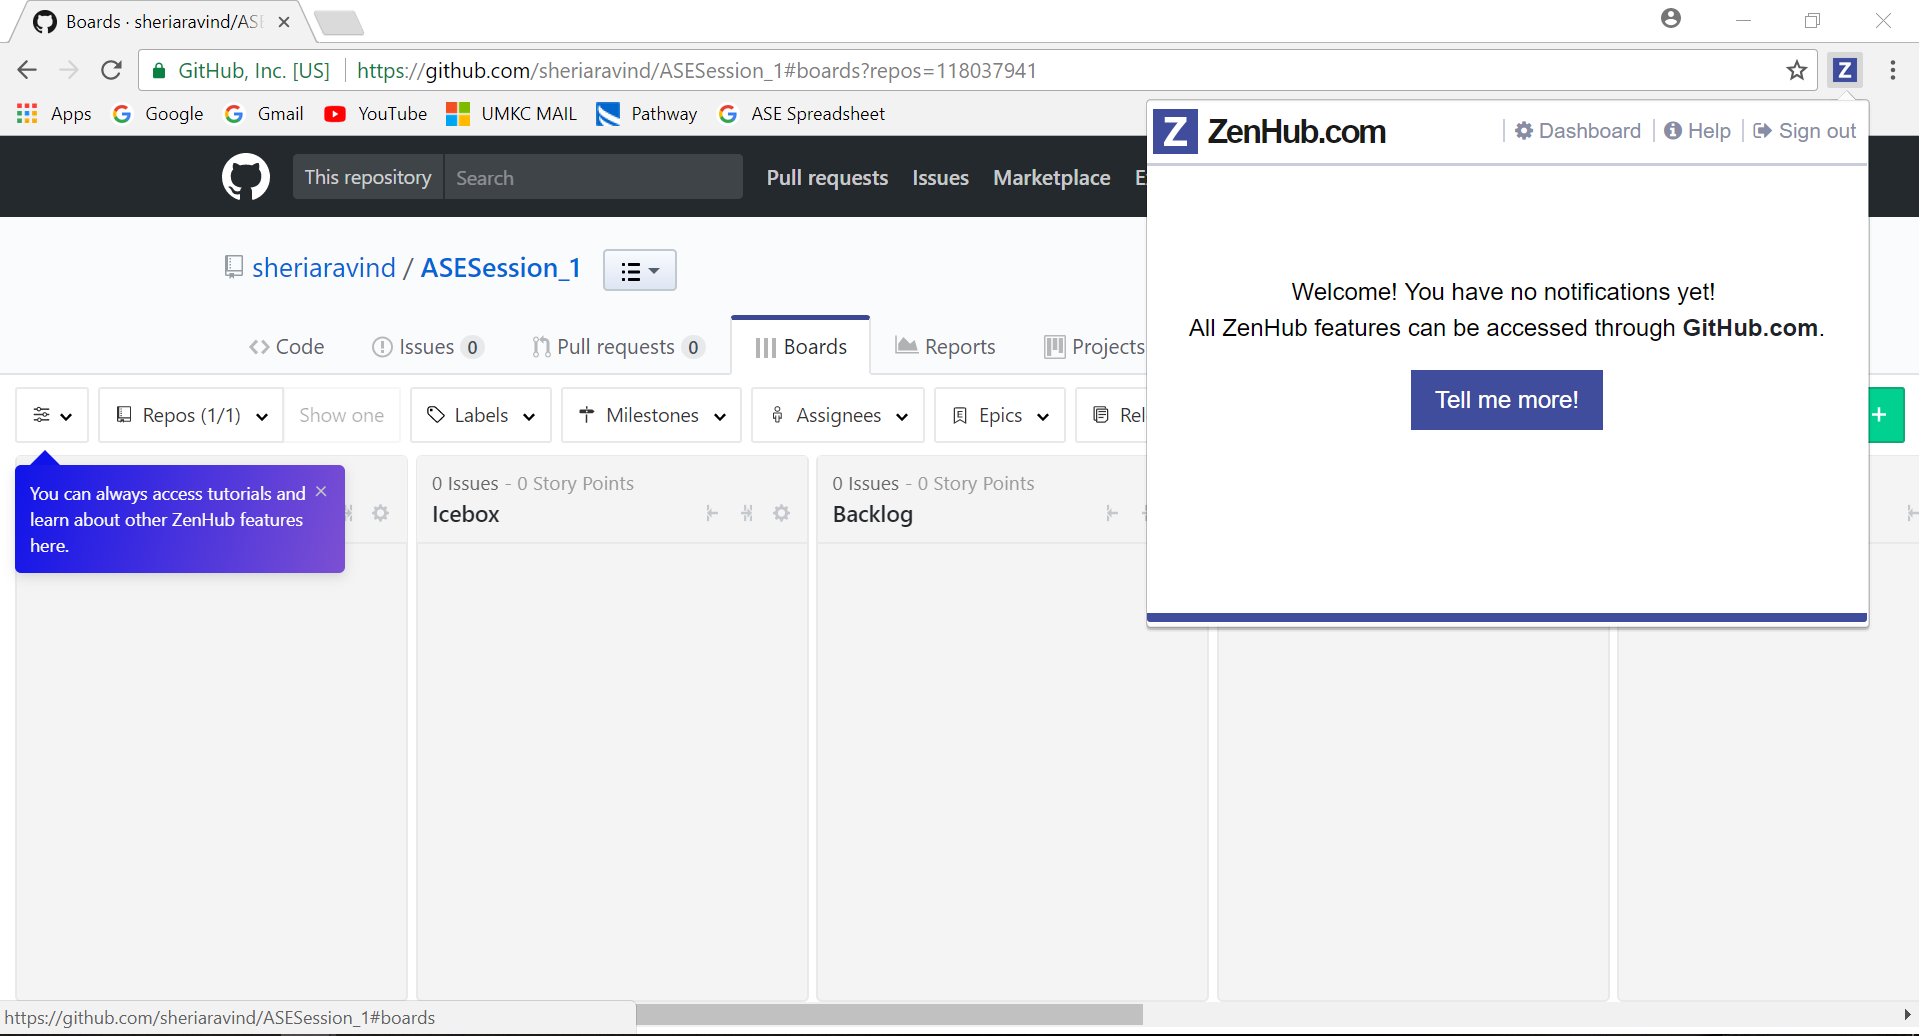 Boards · sheriaravind/ASE
GitHub, Inc. [US] https://github.com/sheriaravind/ASESession_1#boards?repos=118037941
Apps Google Gmail YouTube UMKC MAIL Pathway ASE Spreadsheet
Z ZenHub.com Dashboard Help Sign out
This repository Search Pull requests Issues Marketplace E
Welcome! You have no notifications yet!
All ZenHub features can be accessed through GitHub.com.
Tell me more!
sheriaravind / ASESession_1
Code Issues 0 Pull requests 0 Boards Reports Projects
Repos (1/1) Show one Labels Milestones Assignees Epics Rel +
You can always access tutorials and
learn about other ZenHub features
here.
0 Issues - 0 Story Points
Icebox
0 Issues - 0 Story Points
Backlog
https://github.com/sheriaravind/ASESession_1#boards